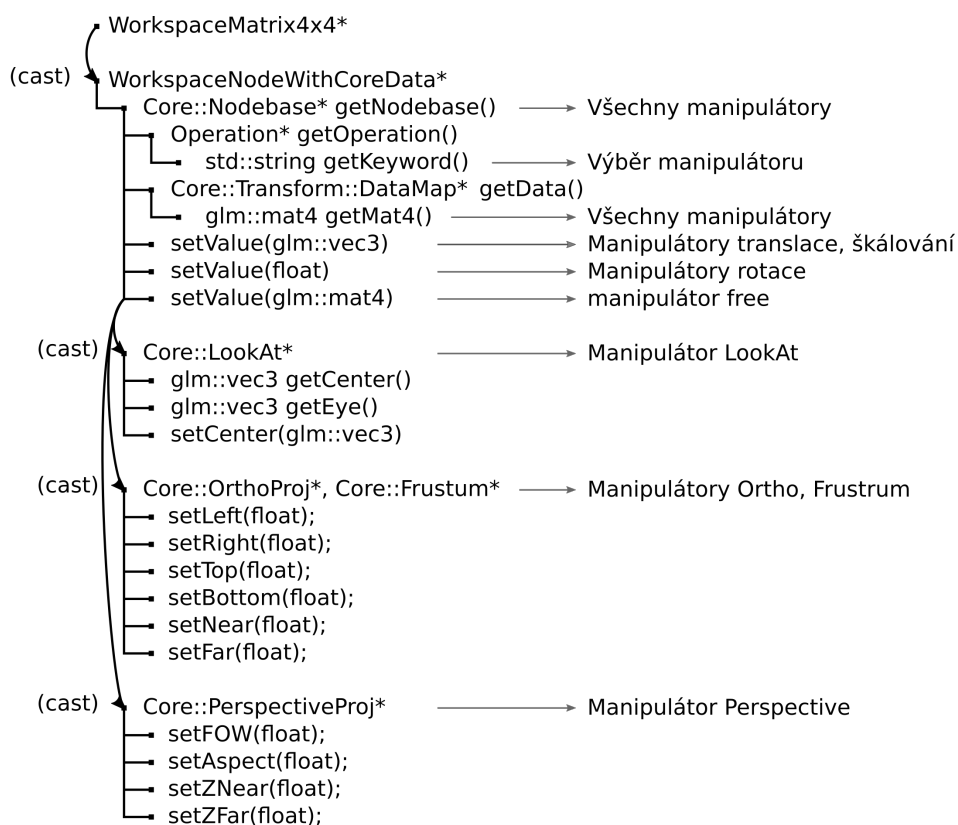 WorkspaceMatrix4x4*
(cast) WorkspaceNodeWithCoreData*
Core::Nodebase* getNodebase() Všechny manipulátory
Operation* getOperation()
std::string getKeyword() Výběr manipulátoru
Core::Transform::DataMap* getData()
glm::mat4 getMat4() Všechny manipulátory
setValue(glm::vec3) Manipulátory translace, škálování
setValue(float) Manipulátory rotace
setValue(glm::mat4) manipulátor free
(cast) Core::LookAt* Manipulátor LookAt
glm::vec3 getCenter()
glm::vec3 getEye()
setCenter(glm::vec3)
(cast) Core::OrthoProj*, Core::Frustum* Manipulátory Ortho, Frustrum
setLeft(float);
setRight(float);
setTop(float);
setBottom(float);
setNear(float);
setFar(float);
(cast) Core::PerspectiveProj* Manipulátor Perspective
setFOW(float);
setAspect(float);
setZNear(float);
setZFar(float);